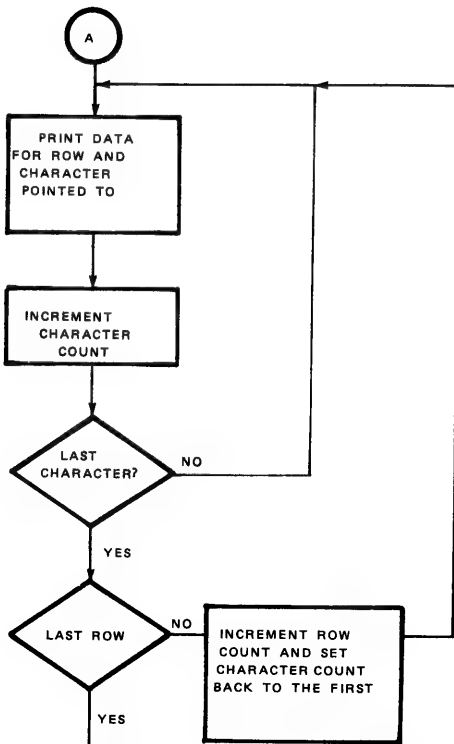 A
PRINT DATA
FOR ROW AND
CHARACTER
POINTED TO
INCREMENT
CHARACTER
COUNT
LAST
CHARACTER?
NO
YES
LAST ROW
NO
INCREMENT ROW
COUNT AND SET
CHARACTER COUNT
BACK TO THE FIRST
YES